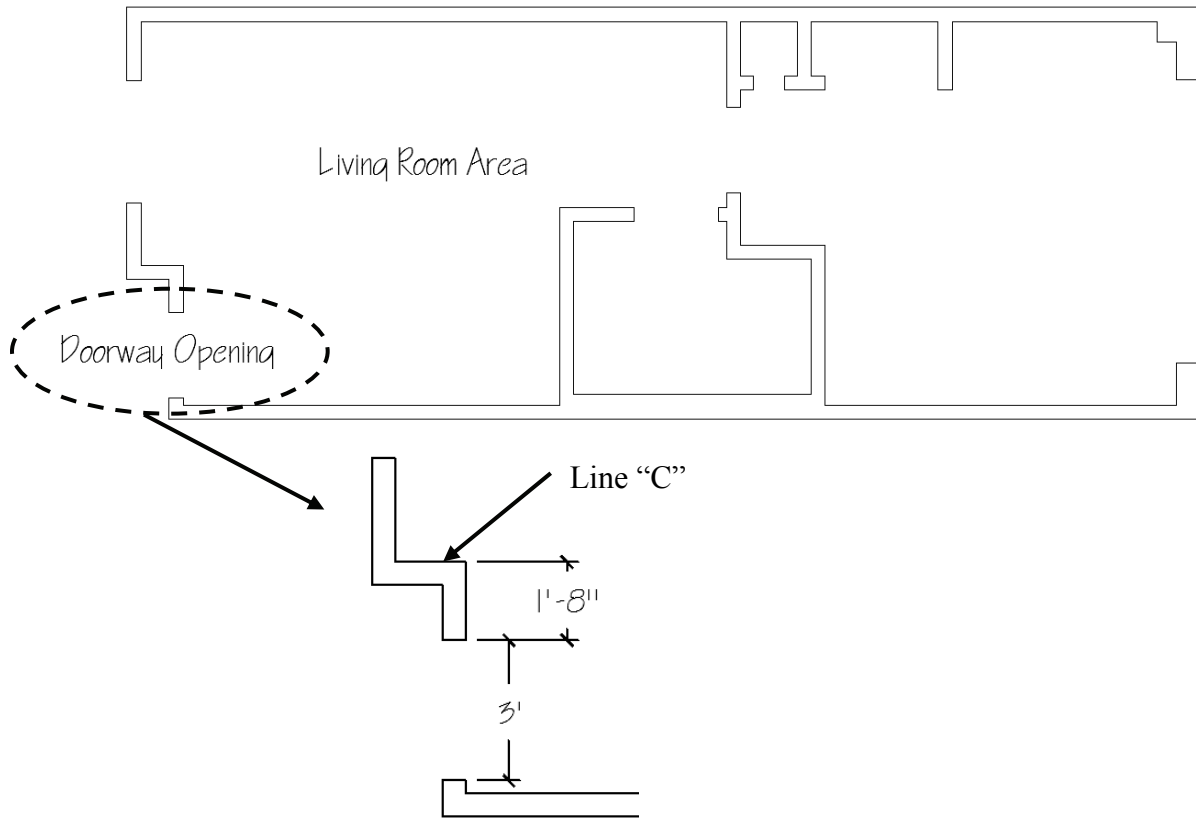 Living Room Area
Doorway Opening
Line “C”
1'-8"
3'